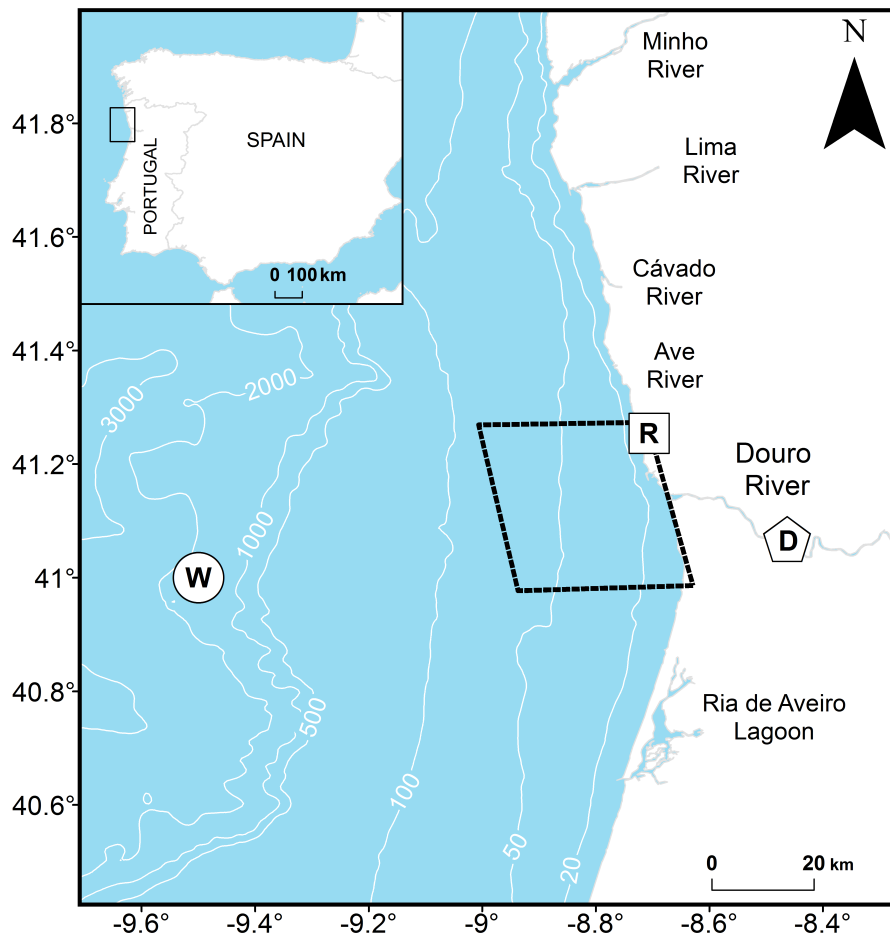 Minho
River
N
41.8°
SPAIN
PORTUGAL
Lima
River
41.6°
0 100 km
Cávado
River
41.4°
Ave
River
2000
3000
R
41.2°
Douro
River
1000
D
41°
W
40.8°
500
Ria de Aveiro
Lagoon
100
40.6°
50
20
0 20 km
-9.6° -9.4° -9.2° -9° -8.8° -8.6° -8.4°